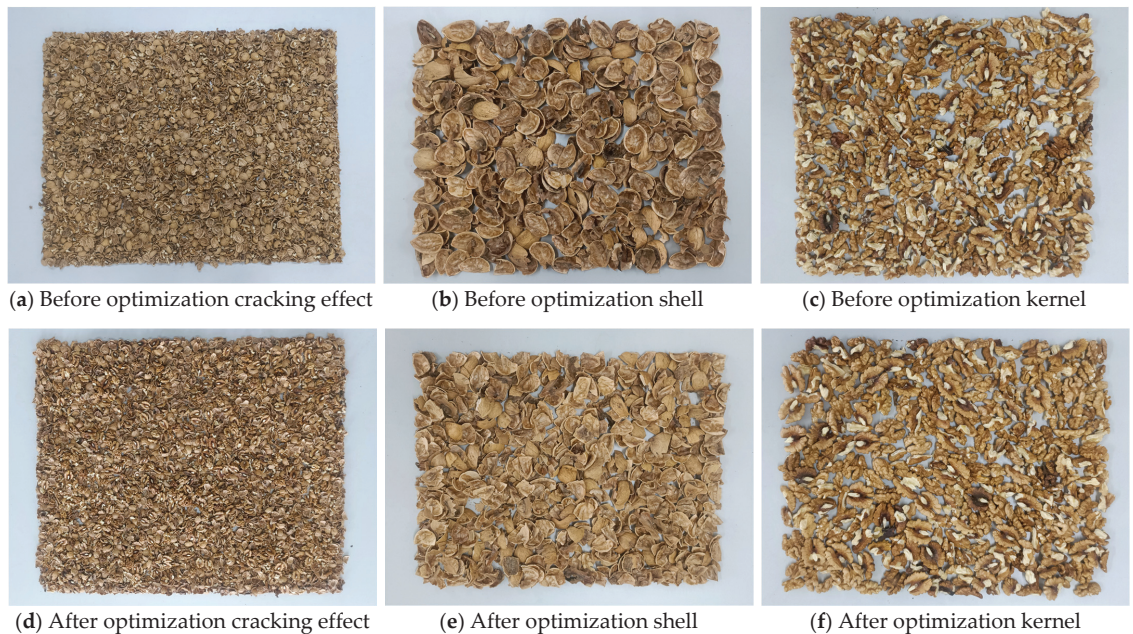 (a) Before optimization cracking effect
(b) Before optimization shell
(c) Before optimization kernel
(d) After optimization cracking effect
(e) After optimization shell
(f) After optimization kernel